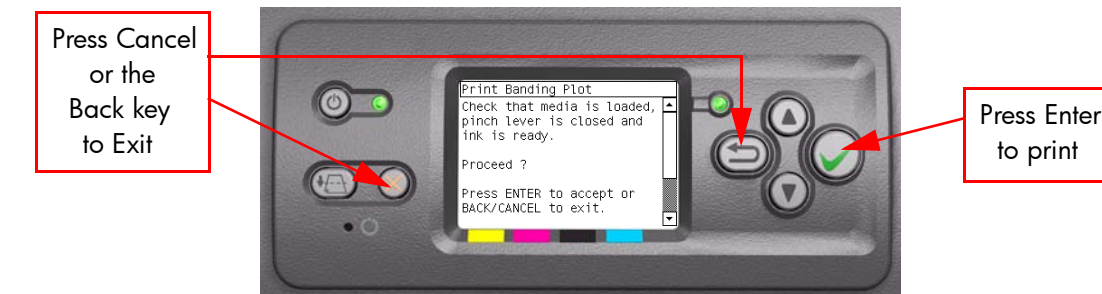 Press Cancel
or the
Back key
to Exit
Print Banding Plot
Check that media is loaded,
pinch lever is closed and
ink is ready.
Proceed ?
Press ENTER to accept or
BACK/CANCEL to exit.
Press Enter
to print